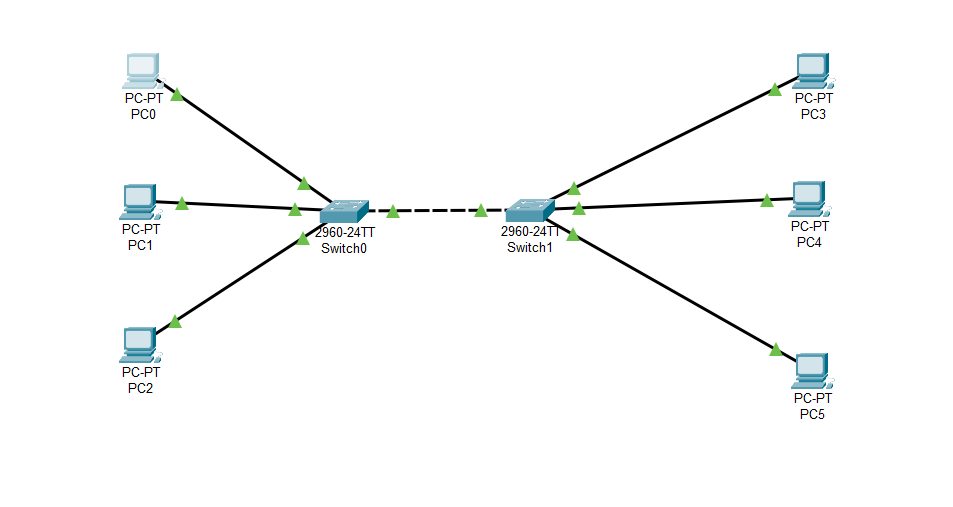 PC-PT
PC0
PC-PT
PC1
PC-PT
PC2
2960-24TT
Switch0
2960-24TT
Switch1
PC-PT
PC3
PC-PT
PC4
PC-PT
PC5